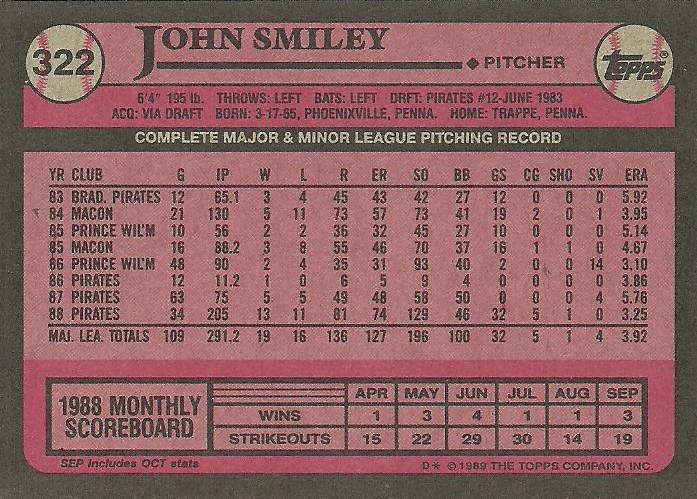 322
JOHN SMILEY
PITCHER
TOPPS®
6'4" 195 lb. THROWS: LEFT BATS: LEFT DRFT: PIRATES #12-JUNE 1983
ACQ: VIA DRAFT BORN: 3-17-65, PHOENIXVILLE, PENNA. HOME: TRAPPE, PENNA.
COMPLETE MAJOR & MINOR LEAGUE PITCHING RECORD
YR CLUB G IP W L R ER SO BB GS CG SHO SV ERA
83 BRAD. PIRATES 12 65.1 3 4 45 43 42 27 12 0 0 0 5.92
84 MACON 21 130 5 11 73 57 73 41 19 2 0 1 3.95
85 PRINCE WIL'M 10 56 2 2 36 32 45 27 10 0 0 0 5.14
85 MACON 16 88.2 3 8 55 46 70 37 16 1 1 0 4.67
86 PRINCE WIL'M 48 90 2 4 35 31 93 40 2 0 0 14 3.10
86 PIRATES 12 11.2 1 0 6 5 9 4 0 0 0 0 3.86
87 PIRATES 63 75 5 5 49 48 58 50 0 0 0 4 5.76
88 PIRATES 34 205 13 11 81 74 129 46 32 5 1 0 3.25
MAJ. LEA. TOTALS 109 291.2 19 16 136 127 196 100 32 5 1 4 3.92
1988 MONTHLY SCOREBOARD
APR MAY JUN JUL AUG SEP
WINS 1 3 4 1 1 3
STRIKEOUTS 15 22 29 30 14 19
SEP includes OCT stats
D* © 1989 THE TOPPS COMPANY, INC.